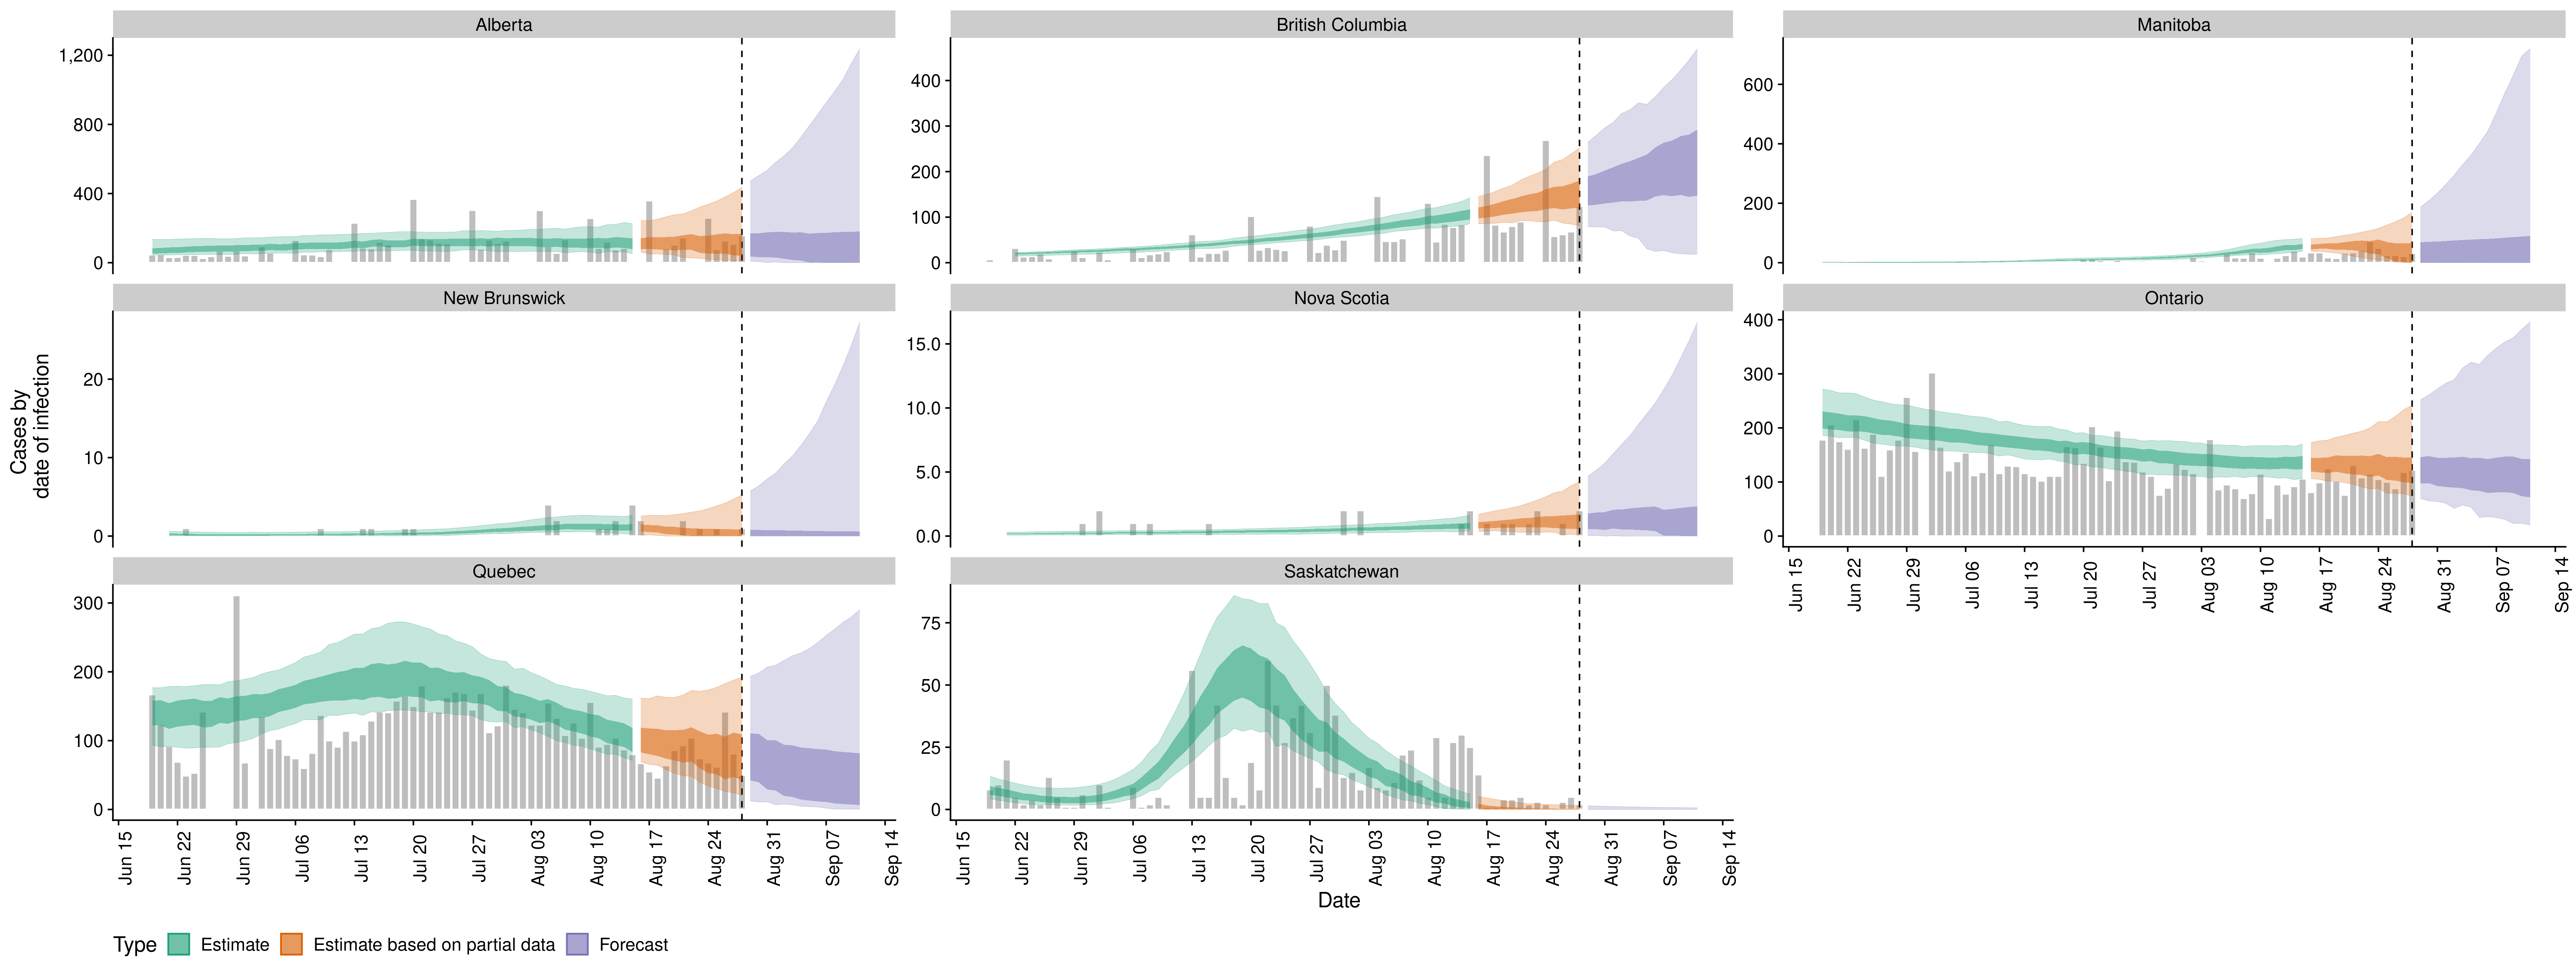 Alberta
British Columbia
Manitoba
1,200
800
400
0
400
300
200
100
0
600
400
200
0
New Brunswick
Nova Scotia
Ontario
20
10
0
15.0
10.0
5.0
0.0
400
300
200
100
0
Jun 15
Jun 22
Jun 29
Jul 06
Jul 13
Jul 20
Jul 27
Aug 03
Aug 10
Aug 17
Aug 24
Aug 31
Sep 07
Sep 14
Cases by
date of infection
Quebec
Saskatchewan
300
200
100
0
75
50
25
0
Jun 15
Jun 22
Jun 29
Jul 06
Jul 13
Jul 20
Jul 27
Aug 03
Aug 10
Aug 17
Aug 24
Aug 31
Sep 07
Sep 14
Jun 15
Jun 22
Jun 29
Jul 06
Jul 13
Jul 20
Jul 27
Aug 03
Aug 10
Aug 17
Aug 24
Aug 31
Sep 07
Sep 14
Date
Type Estimate Estimate based on partial data Forecast